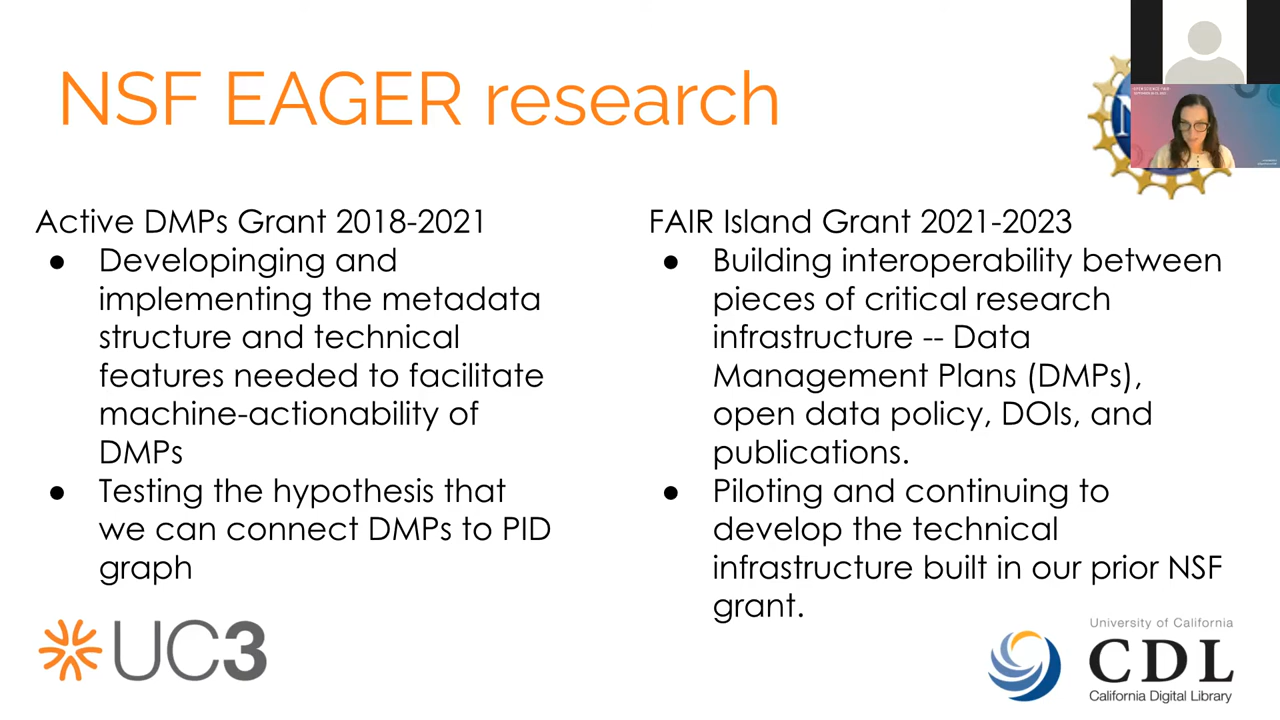 NSF EAGER research
Active DMPs Grant 2018-2021
● Developinging and
implementing the metadata
structure and technical
features needed to facilitate
machine-actionability of
DMPs
● Testing the hypothesis that
we can connect DMPs to PID
graph
FAIR Island Grant 2021-2023
● Building interoperability between
pieces of critical research
infrastructure -- Data
Management Plans (DMPs),
open data policy, DOIs, and
publications.
● Piloting and continuing to
develop the technical
infrastructure built in our prior NSF
grant.
UC3
University of California
CDL
California Digital Library
N
OPEN SCIENCE FAIR